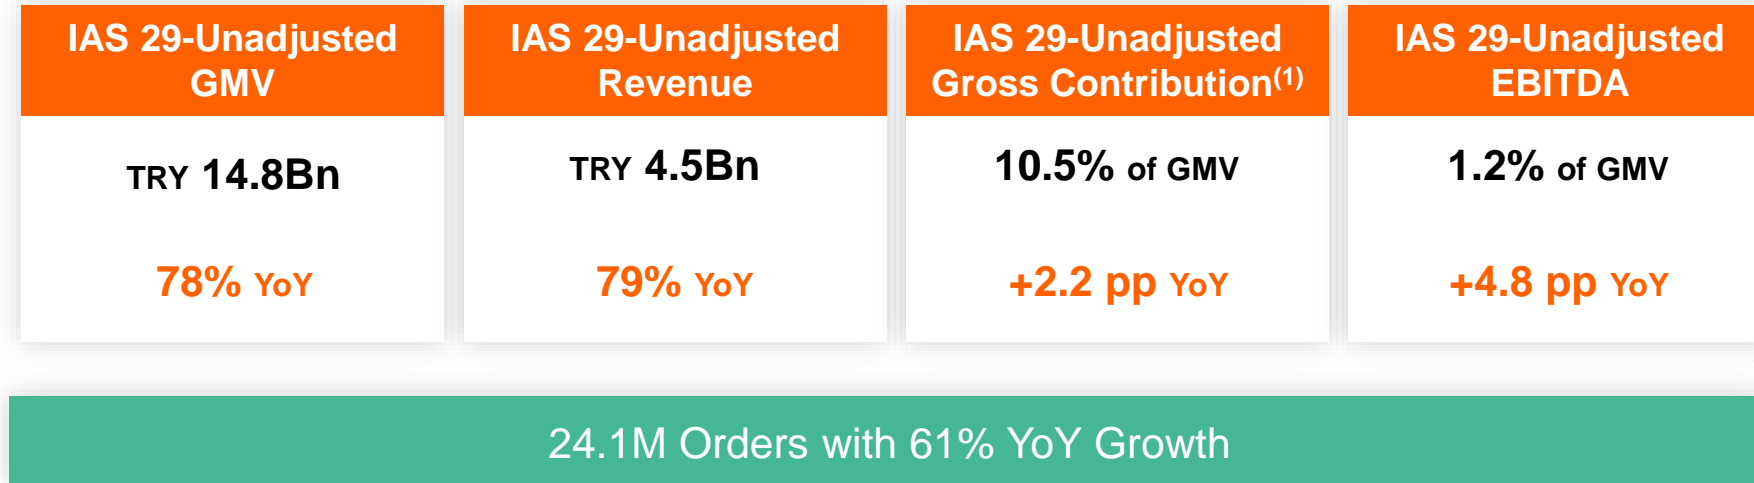 IAS 29-Unadjusted
GMV
TRY 14.8Bn
78% YoY
IAS 29-Unadjusted
Revenue
TRY 4.5Bn
79% YoY
IAS 29-Unadjusted
Gross Contribution(1)
10.5% of GMV
+2.2 pp YoY
IAS 29-Unadjusted
EBITDA
1.2% of GMV
+4.8 pp YoY
24.1M Orders with 61% YoY Growth